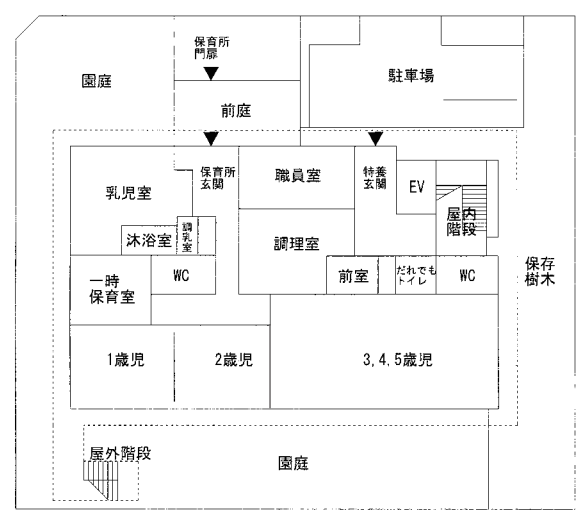 保育所
門扉
園庭
駐車場
前庭
保育所
玄関
職員室
特養
玄関
EV
乳児室
屋内
階段
調乳室
沐浴室
調理室
保存
樹木
一時
保育室
WC
前室
だれでも
トイレ
WC
1歳児
2歳児
3,4,5歳児
屋外階段
園庭